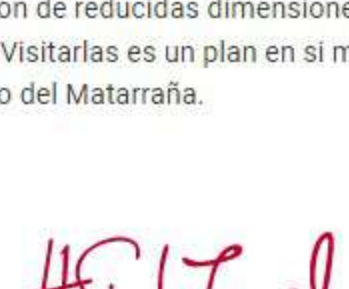 on de reducidas dimensione
Visitarlas es un plan en si m
o del Matarraña.